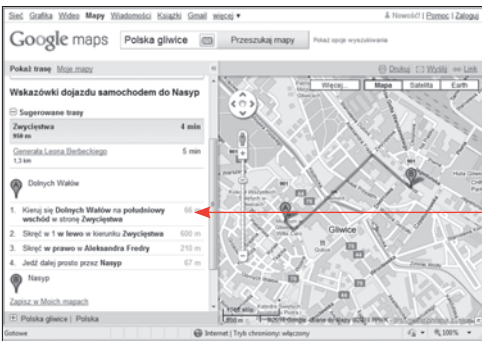 Sieć Grafika Wideo Mapy Wiadomości Książki Gmail więcej ▼
Nowość! | Pomoc | Zaloguj
Google maps Polska gliwice Przeszukaj mapy Pokaż opcje wyszukiwania
Pokaż trasę Moje mapy «
Drukuj Wyślij Link
Więcej... Mapa Satelita Earth
Wskazówki dojazdu samochodem do Nasyp
Sugerowane trasy
Zwycięstwa 4 min
950 m
Generała Leona Berbeckiego 5 min
1,3 km
A Dolnych Wałów
1. Kieruj się Dolnych Wałów na południowy wschód w stronę Zwycięstwa 66 m
2. Skręć w 1 w lewo w kierunku Zwycięstwa 600 m
3. Skręć w prawo w Aleksandra Fredry 210 m
4. Jedź dalej prosto przez Nasyp 67 m
B Nasyp
Zapisz w Moich mapach
Polska gliwice | Polska
A
B
Gliwice
Gotowe
Internet | Tryb chroniony: włączony
100%